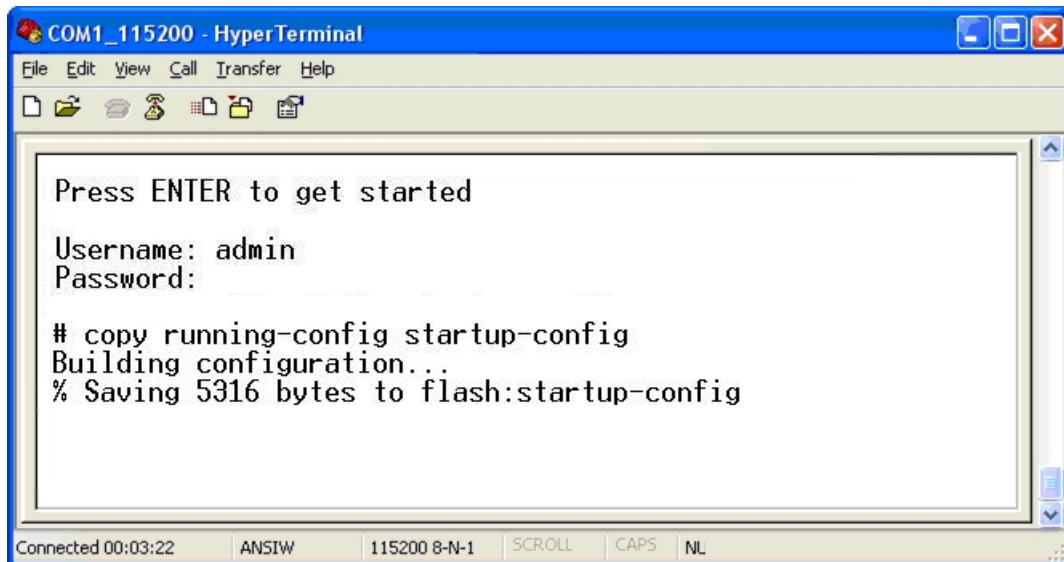 COM1_115200 - HyperTerminal
File Edit View Call Transfer Help
Press ENTER to get started
Username: admin
Password:
# copy running-config startup-config
Building configuration...
% Saving 5316 bytes to flash:startup-config
Connected 00:03:22 ANSIW 115200 8-N-1 SCROLL CAPS NU